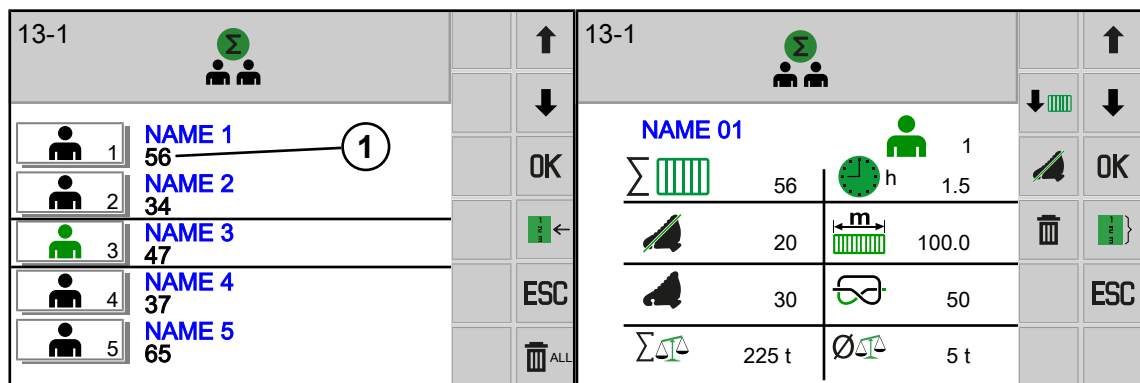 13-1
Σ
1
NAME 1
56
1
2
NAME 2
34
3
NAME 3
47
4
NAME 4
37
5
NAME 5
65
OK
ESC
ALL
13-1
Σ
NAME 01
1
Σ 56
h 1.5
20
m
100.0
30
50
Σ 225 t
Ø 5 t
OK
ESC